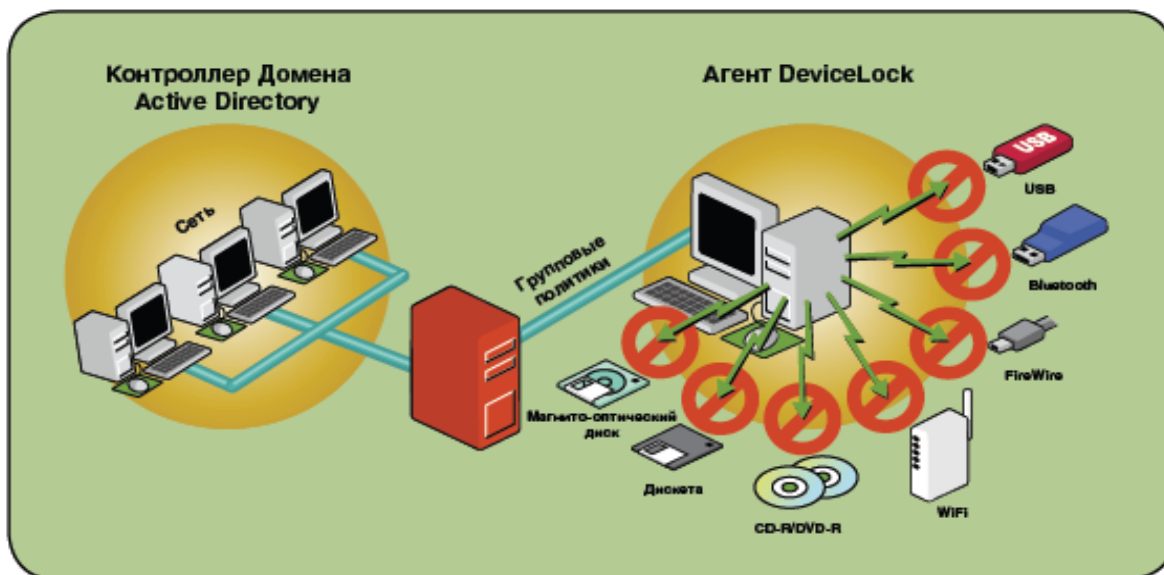 Контроллер Домена
Active Directory
Агент DeviceLock
Сеть
Групповые
политики
USB
USB
Bluetooth
FireWire
WiFi
CD-R/DVD-R
Дискета
Магнито-оптический
диск